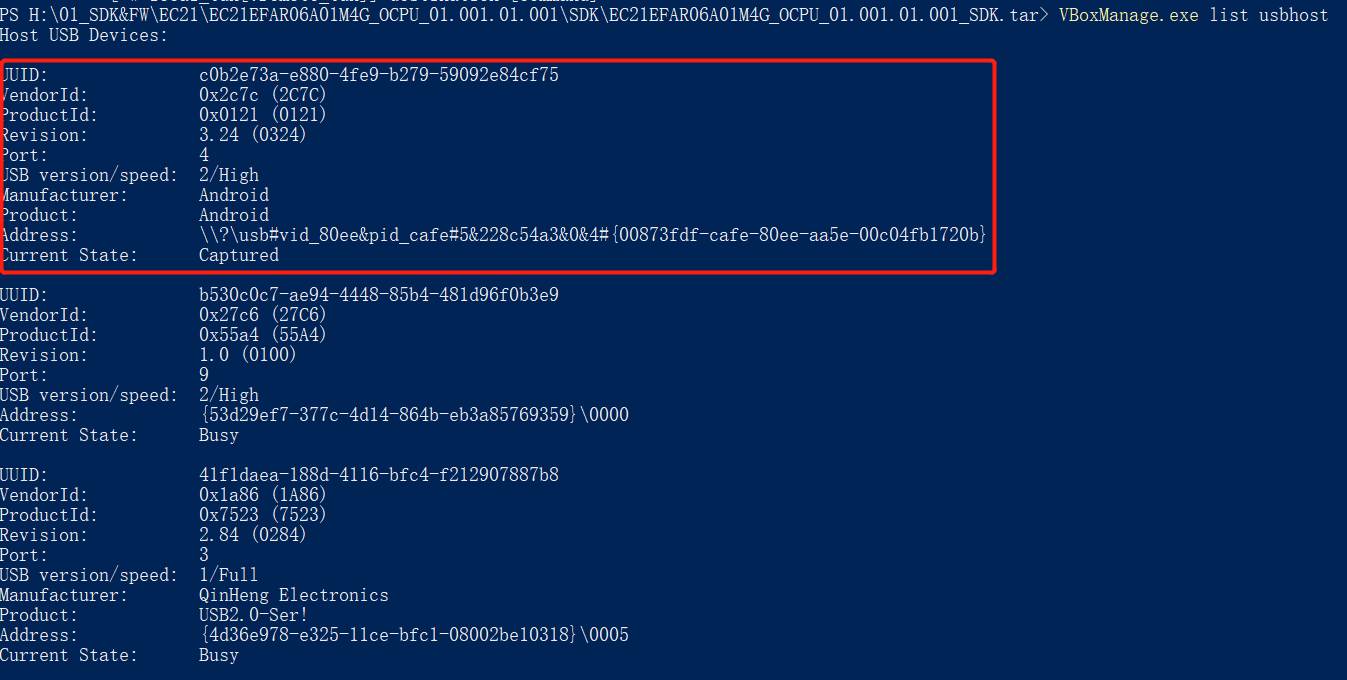 PS H:\01_SDK&FW\EC21\EC21EFAR06A01M4G_OCPU_01.001.01.001\SDK\EC21EFAR06A01M4G_OCPU_01.001.01.001_SDK.tar> VBoxManage.exe list usbhost
Host USB Devices:
UUID: c0b2e73a-e880-4fe9-b279-59092e84cf75
VendorId: 0x2c7c (2C7C)
ProductId: 0x0121 (0121)
Revision: 3.24 (0324)
Port: 4
USB version/speed: 2/High
Manufacturer: Android
Product: Android
Address: \\?\usb#vid_80ee&pid_cafe#5&228c54a3&0&4#{00873fdf-cafe-80ee-aa5e-00c04fb1720b}
Current State: Captured
UUID: b530c0c7-ae94-4448-85b4-481d96f0b3e9
VendorId: 0x27c6 (27C6)
ProductId: 0x55a4 (55A4)
Revision: 1.0 (0100)
Port: 9
USB version/speed: 2/High
Address: {53d29ef7-377c-4d14-864b-eb3a85769359}\0000
Current State: Busy
UUID: 41f1daea-188d-4116-bfc4-f212907887b8
VendorId: 0x1a86 (1A86)
ProductId: 0x7523 (7523)
Revision: 2.84 (0284)
Port: 3
USB version/speed: 1/Full
Manufacturer: QinHeng Electronics
Product: USB2.0-Ser!
Address: {4d36e978-e325-11ce-bfc1-08002be10318}\0005
Current State: Busy